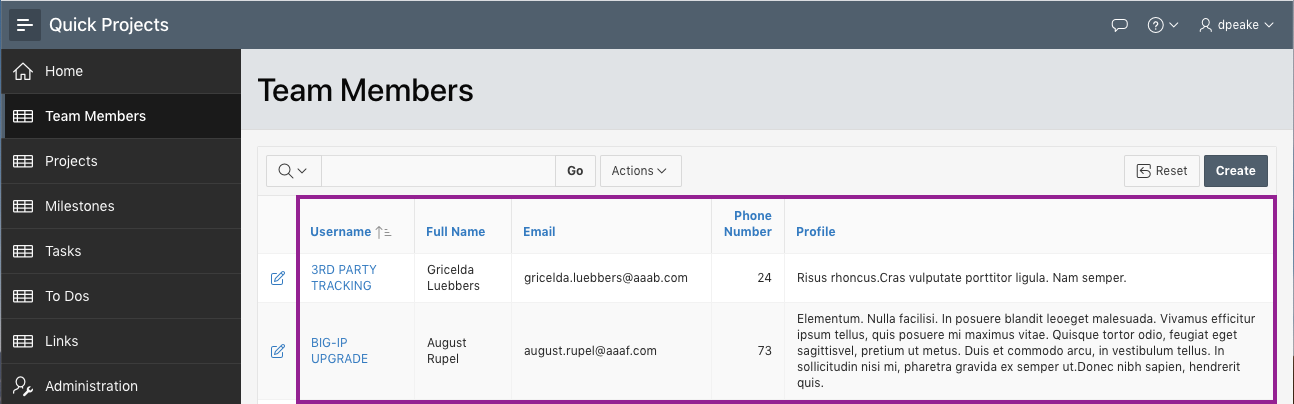 Quick Projects
dpeake
Home
Team Members
Projects
Milestones
Tasks
To Dos
Links
Administration
Team Members
Go
Actions
Reset
Create
Username
Full Name
Email
Phone
Number
Profile
3RD PARTY
TRACKING
Gricelda
Luebbers
gricelda.luebbers@aaab.com
24
Risus rhoncus.Cras vulputate porttitor ligula. Nam semper.
BIG-IP
UPGRADE
August
Rupel
august.rupel@aaaf.com
73
Elementum. Nulla facilisi. In posuere blandit leoeget malesuada. Vivamus efficitur
ipsum tellus, quis posuere mi maximus vitae. Quisque tortor odio, feugiat eget
sagittisvel, pretium ut metus. Duis et commodo arcu, in vestibulum tellus. In
sollicitudin nisi mi, pharetra gravida ex semper ut.Donec nibh sapien, hendrerit
quis.